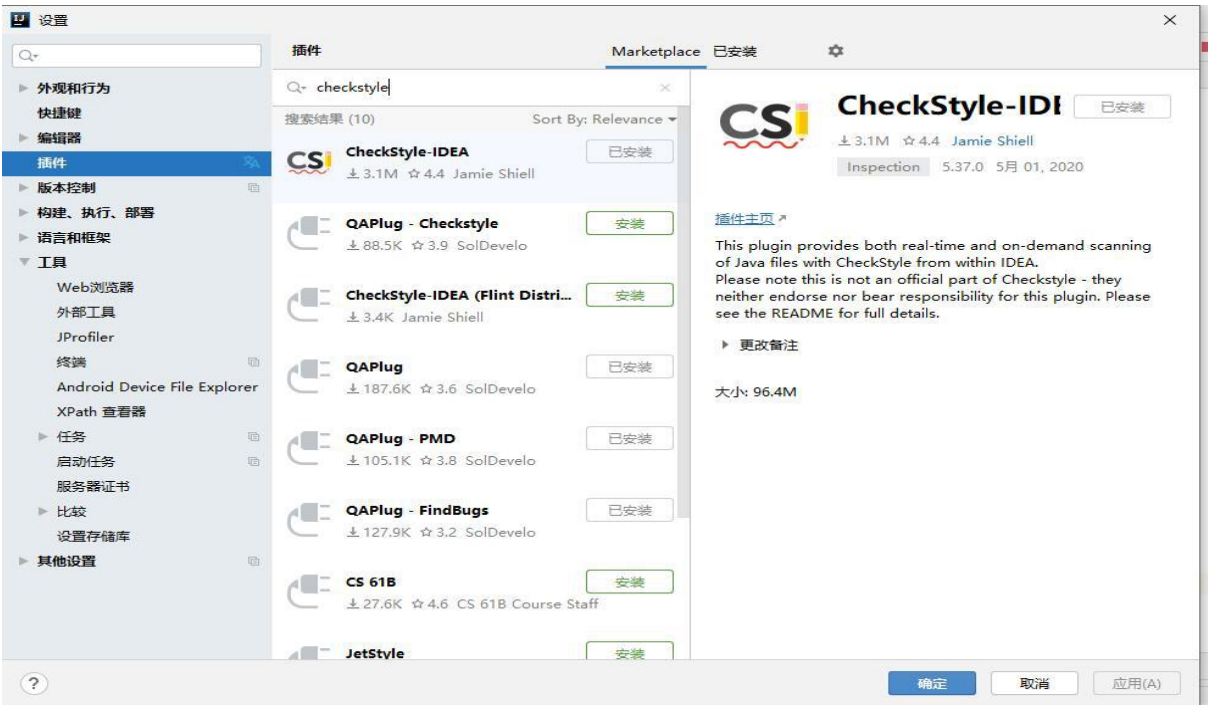 设置
外观和行为
快捷键
编辑器
插件
版本控制
构建、执行、部署
语言和框架
工具
Web浏览器
外部工具
JProfiler
终端
Android Device File Explorer
XPath 查看器
任务
启动任务
服务器证书
比较
设置存储库
其他设置
插件
Marketplace 已安装
checkstyle
搜索结果 (10) Sort By: Relevance
CSi
CheckStyle-IDEA 已安装
3.1M 4.4 Jamie Shiell
QAPlug - Checkstyle 安装
88.5K 3.9 SolDevelo
CheckStyle-IDEA (Flint Distri... 安装
3.4K Jamie Shiell
QAPlug 已安装
187.6K 3.6 SolDevelo
QAPlug - PMD 已安装
105.1K 3.8 SolDevelo
QAPlug - FindBugs 已安装
127.9K 3.2 SolDevelo
CS 61B 安装
27.6K 4.6 CS 61B Course Staff
JetStyle 安装
CSi
CheckStyle-IDE 已安装
3.1M 4.4 Jamie Shiell
Inspection 5.37.0 5月 01, 2020
插件主页
This plugin provides both real-time and on-demand scanning
of Java files with CheckStyle from within IDEA.
Please note this is not an official part of Checkstyle - they
neither endorse nor bear responsibility for this plugin. Please
see the README for full details.
更改备注
大小: 96.4M
?
确定 取消 应用(A)